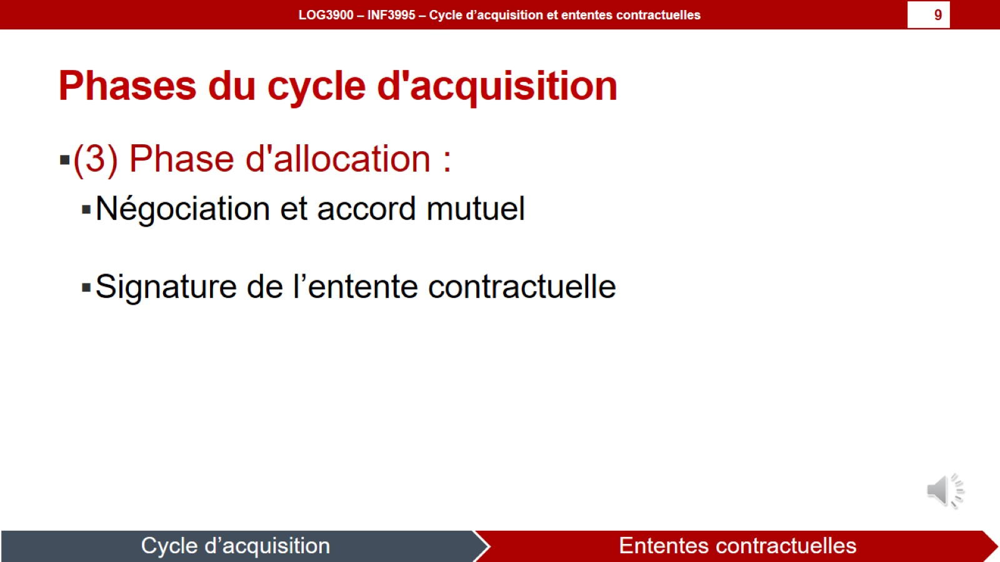 LOG3900 – INF3995 – Cycle d’acquisition et ententes contractuelles
9
Phases du cycle d'acquisition
▪(3) Phase d'allocation :
▪Négociation et accord mutuel
▪Signature de l’entente contractuelle
Cycle d’acquisition
Ententes contractuelles